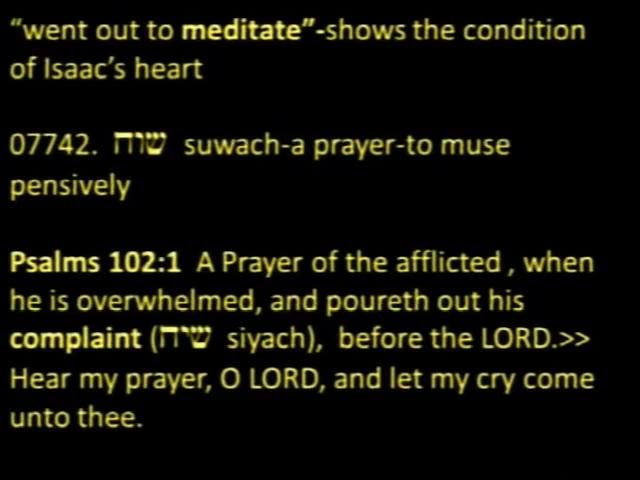 “went out to meditate”-shows the condition
of Isaac’s heart
07742. שוח suwach-a prayer-to muse
pensively
Psalms 102:1 A Prayer of the afflicted , when
he is overwhelmed, and poureth out his
complaint (שיח siyach), before the LORD.>>
Hear my prayer, O LORD, and let my cry come
unto thee.